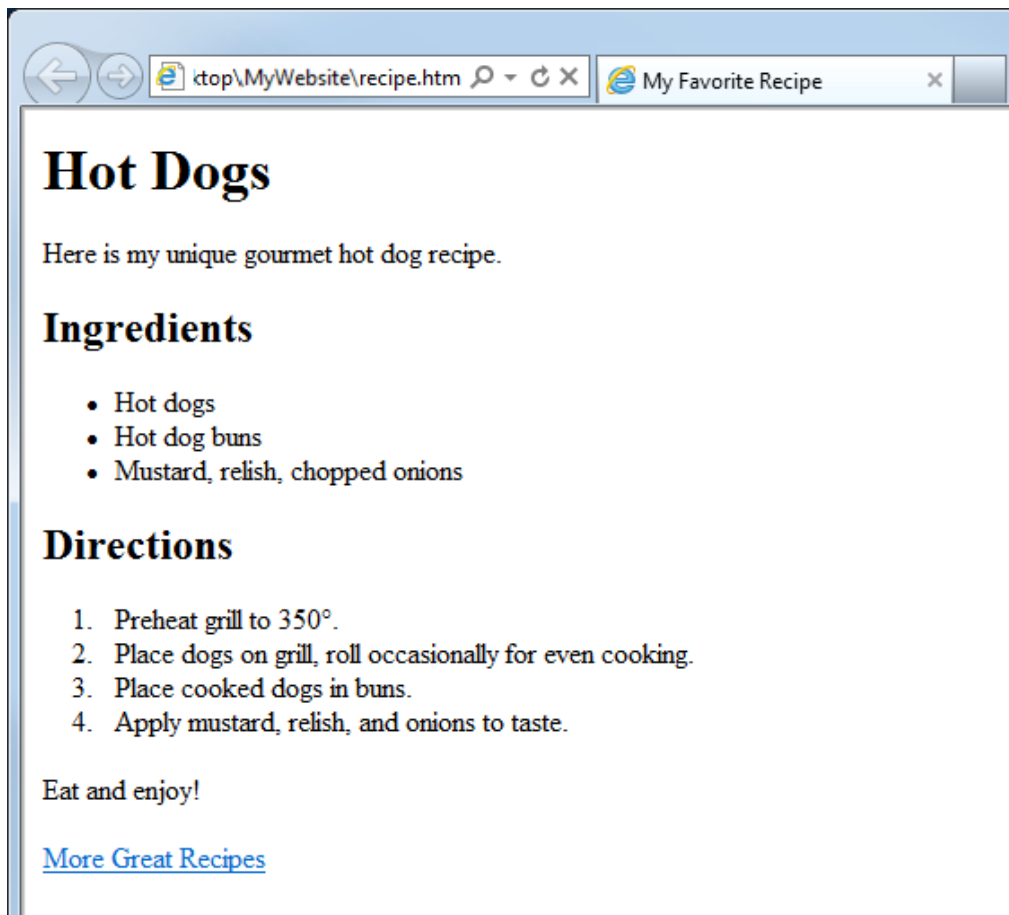 ktop\MyWebsite\recipe.htm
My Favorite Recipe
Hot Dogs
Here is my unique gourmet hot dog recipe.
Ingredients
• Hot dogs
• Hot dog buns
• Mustard, relish, chopped onions
Directions
1. Preheat grill to 350°.
2. Place dogs on grill, roll occasionally for even cooking.
3. Place cooked dogs in buns.
4. Apply mustard, relish, and onions to taste.
Eat and enjoy!
More Great Recipes